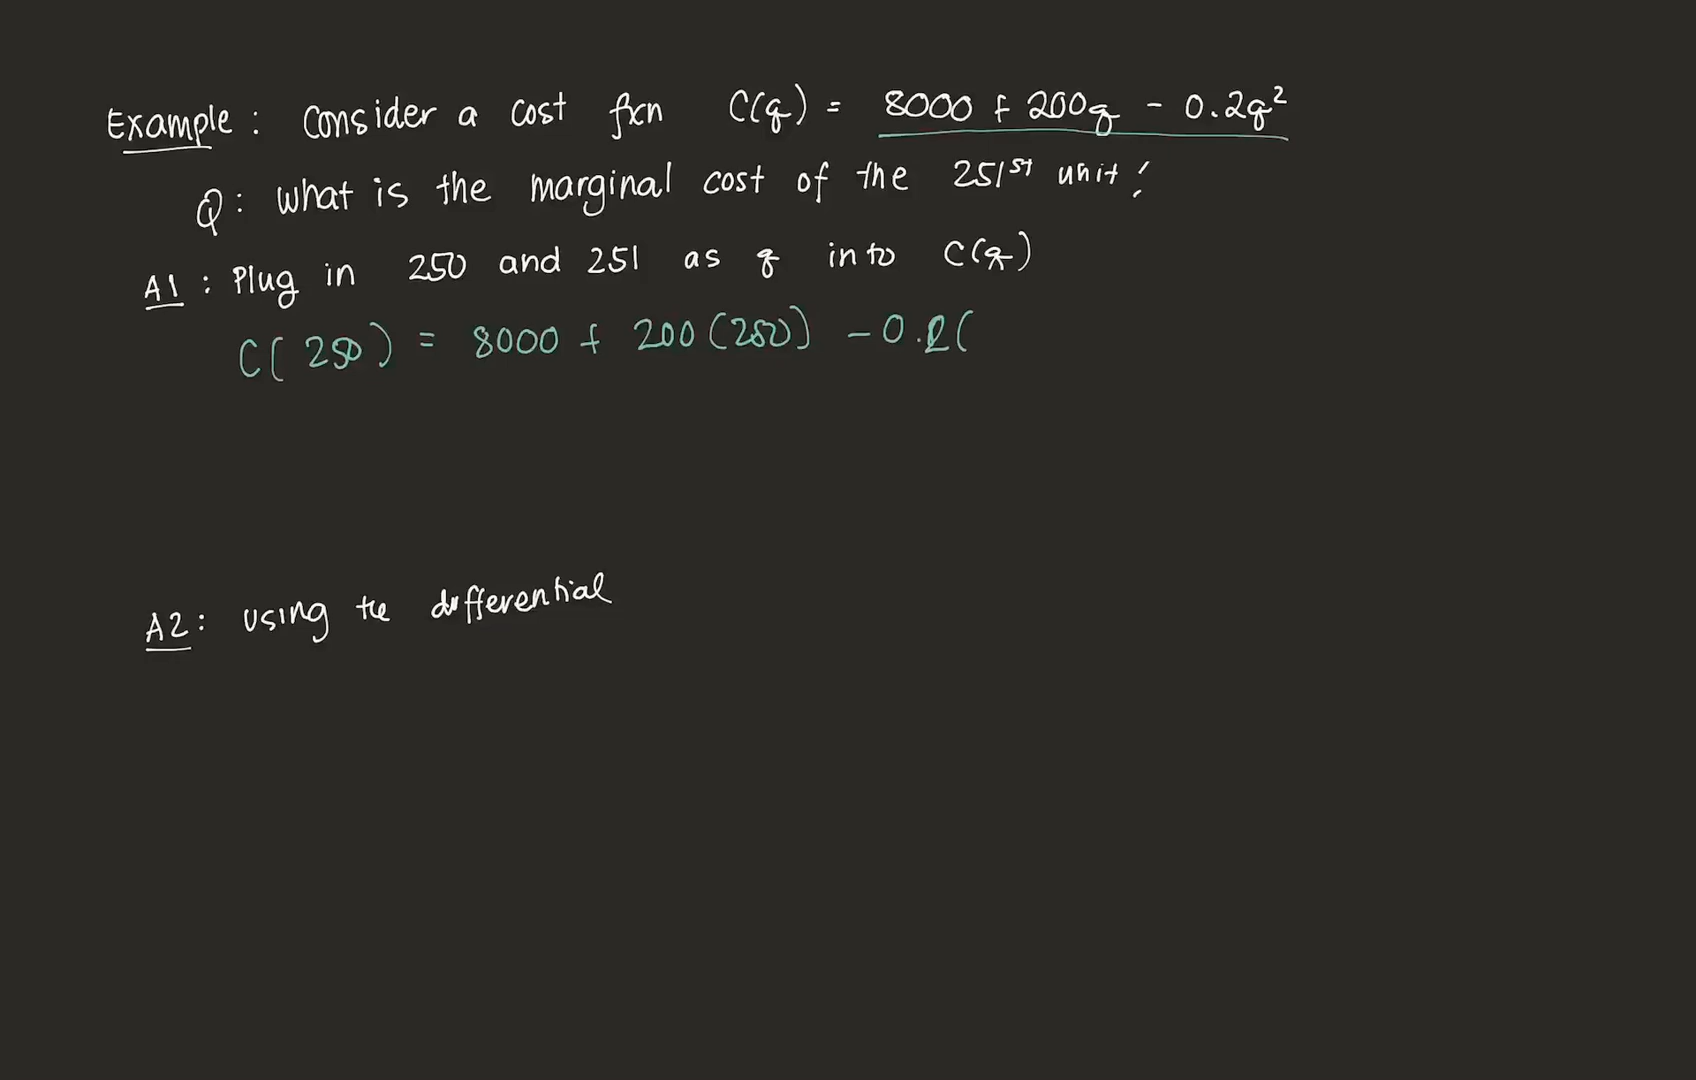 Example: Consider a cost fxn C(q) = 8000 + 200q - 0.2q²
Q: What is the marginal cost of the 251st unit!
A1: Plug in 250 and 251 as q into C(q)
C(250) = 8000 + 200(250) - 0.2(
A2: using the differential